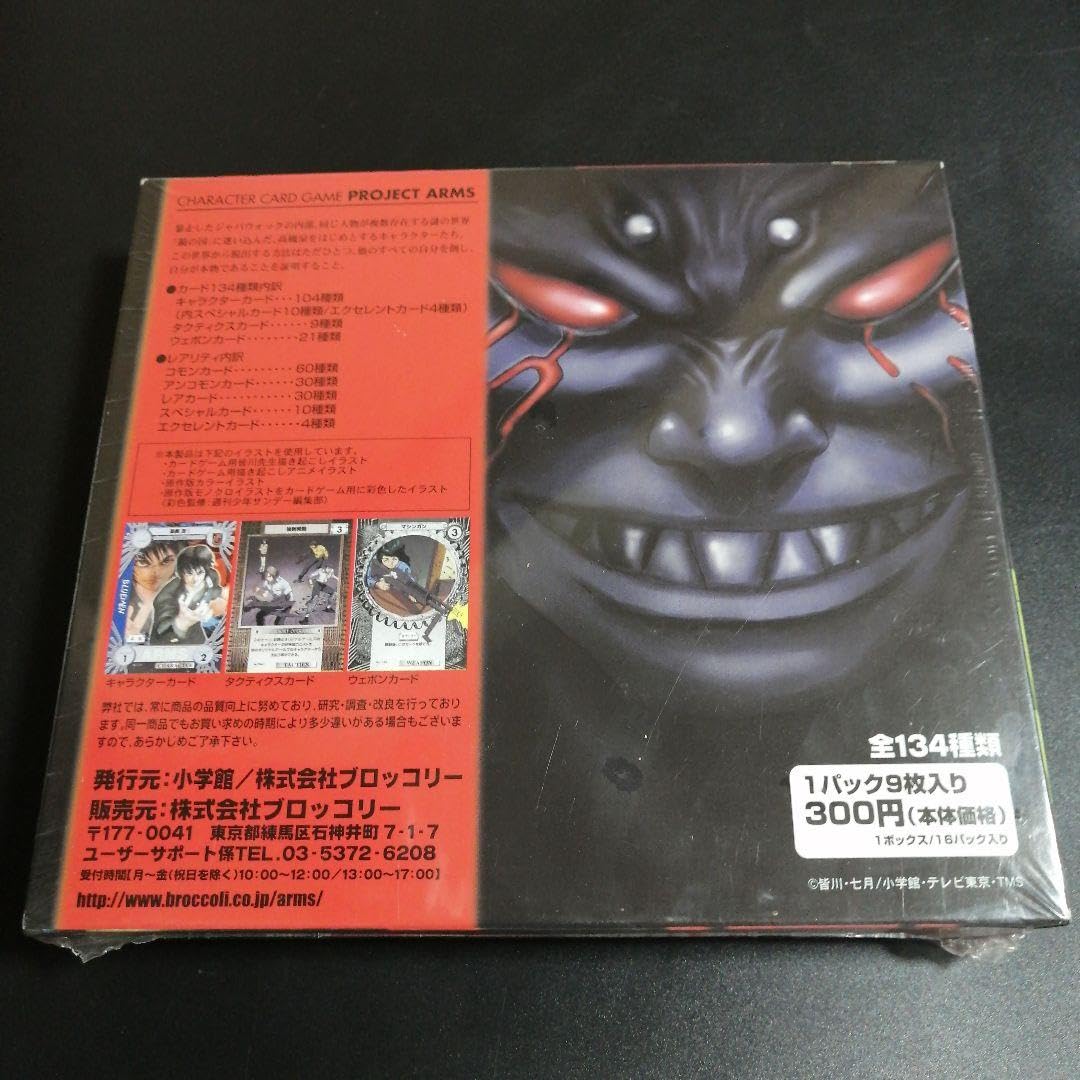 CHARACTER CARD GAME PROJECT ARMS
暴走したジャバウォックの内部、同じ人物が複数存在する謎の世界
「鏡の国」に迷い込んだ、高槻涼をはじめとするキャラクターたち。
この世界から脱出する方法はただひとつ、他のすべての自分を倒し、
自分が本物であることを証明すること。
●カード134種類内訳
キャラクターカード・・・104種類
(内スペシャルカード10種類/エクセレントカード4種類)
タクティクスカード・・・・・・9種類
ウェポンカード・・・・・・・・21種類
●レアリティ内訳
コモンカード・・・・・・・・・60種類
アンコモンカード・・・・・・30種類
レアカード・・・・・・・・・・30種類
スペシャルカード・・・・・・10種類
エクセレントカード・・・・・・4種類
※本製品は下記のイラストを使用しています。
・カードゲーム用皆川先生描き起こしイラスト
・カードゲーム用描き起こしアニメイラスト
・原作版カラーイラスト
・原作版モノクロイラストをカードゲーム用に彩色したイラスト
(彩色監修:週刊少年サンデー編集部)
BLUE MEN
1
2
CHARACTER
3
TACTICS
マシンガン
3
WEAPON
キャラクターカード
タクティクスカード
ウェポンカード
弊社では、常に商品の品質向上に努めており、研究・調査・改良を行っており
ます。同一商品でもお買い求めの時期により多少違いがある場合もございま
すので、あらかじめご了承下さい。
発行元:小学館/株式会社ブロッコリー
販売元:株式会社ブロッコリー
〒177-0041 東京都練馬区石神井町7-1-7
ユーザーサポート係TEL.03-5372-6208
受付時間【月〜金(祝日を除く)10:00〜12:00/13:00〜17:00】
http://www.broccoli.co.jp/arms/
全134種類
1パック9枚入り
300円(本体価格)
1ボックス/16パック入り
©皆川・七月/小学館・テレビ東京・TMS